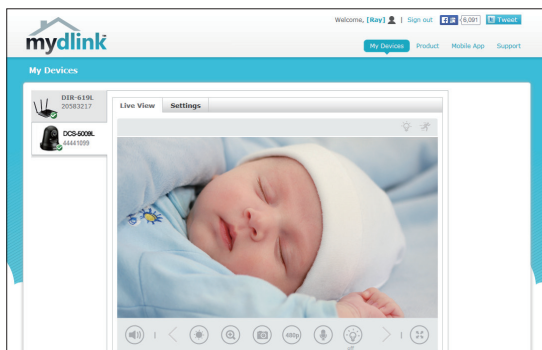 Welcome, [Ray] | Sign out 6,091 Tweet
mydlink
My Devices Product Mobile App Support
My Devices
DIR-619L
20583217
DCS-5009L
44441099
Live View Settings
480p